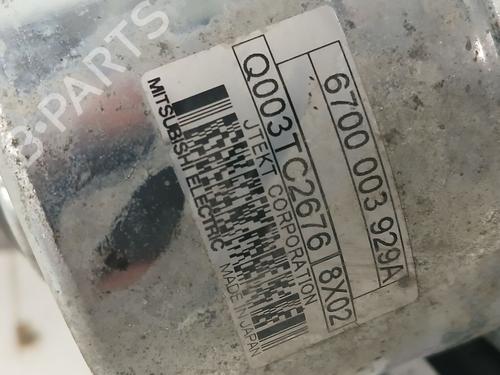 6700 003 929A
Q003TC2676 8X02
JTEKT CORPORATION
MITSUBISHI ELECTRIC
MADE IN JAPAN
B-PARTS